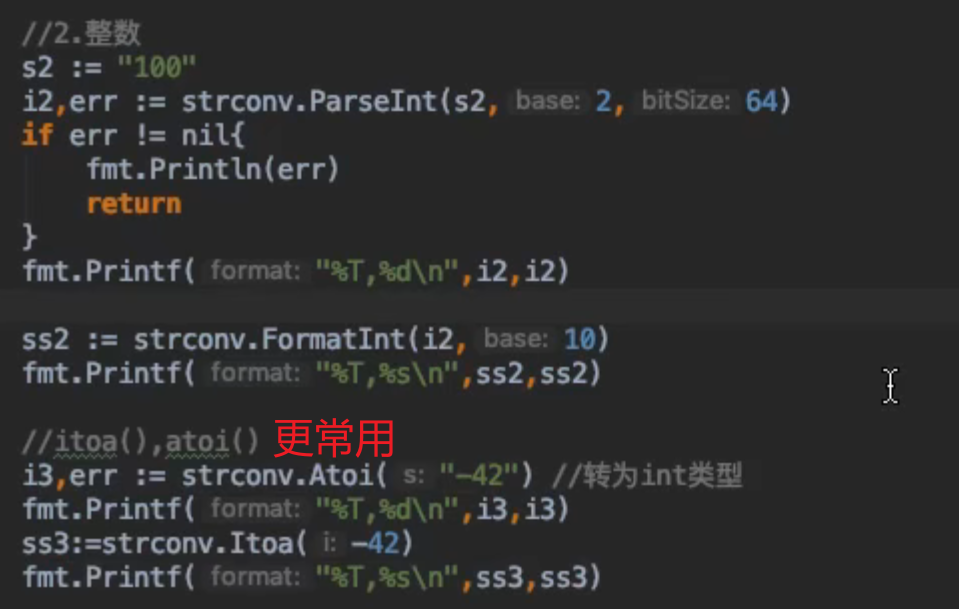 //2.整数
s2 := "100"
i2,err := strconv.ParseInt(s2, base: 2, bitSize: 64)
if err != nil{
fmt.Println(err)
return
}
fmt.Printf( format: "%T,%d\n",i2,i2)
ss2 := strconv.FormatInt(i2, base: 10)
fmt.Printf( format: "%T,%s\n",ss2,ss2)
//itoa(),atoi() 更常用
i3,err := strconv.Atoi( s: "-42") //转为int类型
fmt.Printf( format: "%T,%d\n",i3,i3)
ss3:=strconv.Itoa( i: -42)
fmt.Printf( format: "%T,%s\n",ss3,ss3)